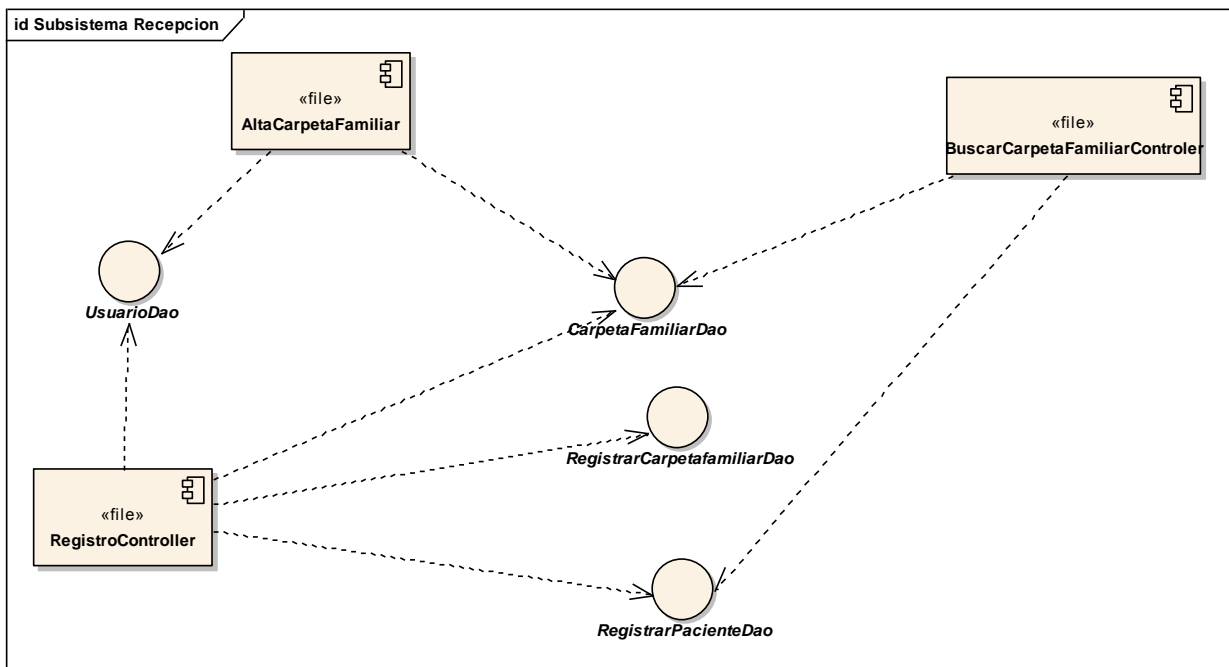 id Subsistema Recepcion
«file»
AltaCarpetaFamiliar
«file»
BuscarCarpetaFamiliarControler
UsuarioDao
CarpetaFamiliarDao
RegistrarCarpetafamiliarDao
«file»
RegistroController
RegistrarPacienteDao